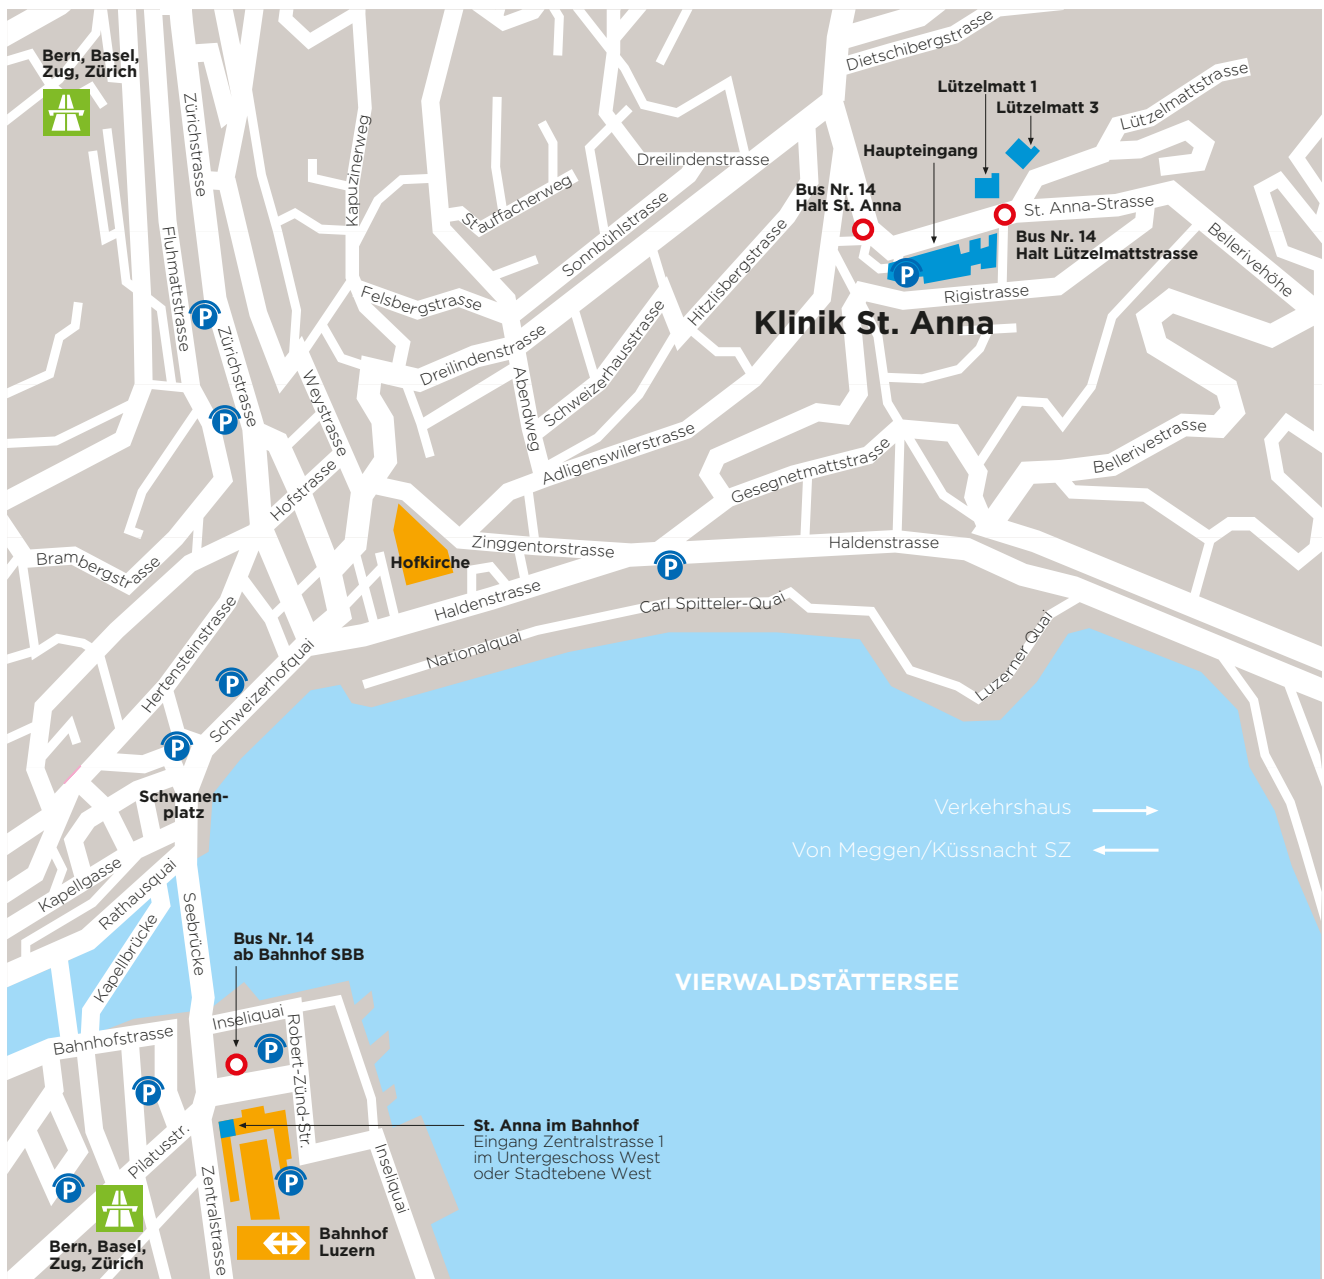 Bern, Basel,
Zug, Zürich
Zürichstrasse
Kapuzinerweg
Dietschibergstrasse
Lützelmatt 1
Lützelmatt 3
Lützelmattstrasse
Haupteingang
Dreilindenstrasse
Stauffacherweg
Sonnbühlstrasse
Bus Nr. 14
Halt St. Anna
St. Anna-Strasse
Bus Nr. 14
Halt Lützelmattstrasse
Bellerivehöhe
Fluhmattstrasse
Hitzlisbergstrasse
P
Rigistrasse
Klinik St. Anna
Felsbergstrasse
P
Zürichstrasse
Dreilindenstrasse
Schweizerhausstrasse
Weystrasse
Abendweg
P
Adligenswilerstrasse
Gesegnetmattstrasse
Bellerivestrasse
Hofstrasse
Brambergstrasse
Hofkirche
Zinggentorstrasse
P
Haldenstrasse
Haldenstrasse
Carl Spitteler-Quai
Nationalquai
Luzerner Quai
Hertensteinstrasse
P
Schweizerhofquai
P
Schwanen-
platz
Verkehrshaus
Von Meggen/Küssnacht SZ
Kapellgasse
Rathausquai
Kapellbrücke
Seebrücke
Bus Nr. 14
ab Bahnhof SBB
VIERWALDSTÄTTERSEE
Bahnhofstrasse
Inseliquai
P
Robert-Zünd-Str.
P
St. Anna im Bahnhof
Eingang Zentralstrasse 1
im Untergeschoss West
oder Stadtebene West
Pilatusstr.
P
P
Zentralstrasse
Inseliquai
Bern, Basel,
Zug, Zürich
Bahnhof
Luzern